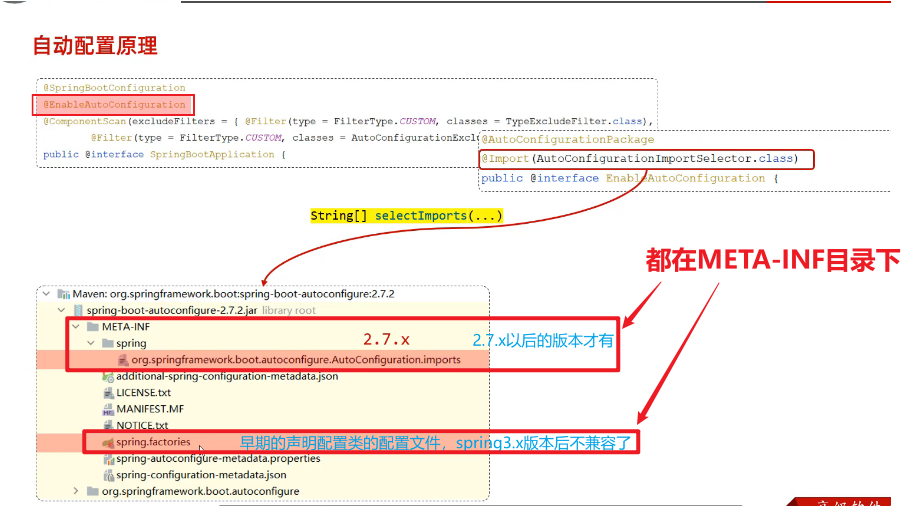 自动配置原理
@SpringBootConfiguration
@EnableAutoConfiguration
@ComponentScan(excludeFilters = { @Filter(type = FilterType.CUSTOM, classes = TypeExcludeFilter.class),
@Filter(type = FilterType.CUSTOM, classes = AutoConfigurationExcl
public @interface SpringBootApplication {
@AutoConfigurationPackage
@Import(AutoConfigurationImportSelector.class)
public @interface EnableAutoConfiguration {
String[] selectImports(...)
都在META-INF目录下
Maven: org.springframework.boot:spring-boot-autoconfigure:2.7.2
spring-boot-autoconfigure-2.7.2.jar library root
META-INF
spring 2.7.x 2.7.x以后的版本才有
org.springframework.boot.autoconfigure.AutoConfiguration.imports
additional-spring-configuration-metadata.json
LICENSE.txt
MANIFEST.MF
NOTICE.txt
spring.factories 早期的声明配置类的配置文件，spring3.x版本后不兼容了
spring-autoconfigure-metadata.properties
spring-configuration-metadata.json
org.springframework.boot.autoconfigure